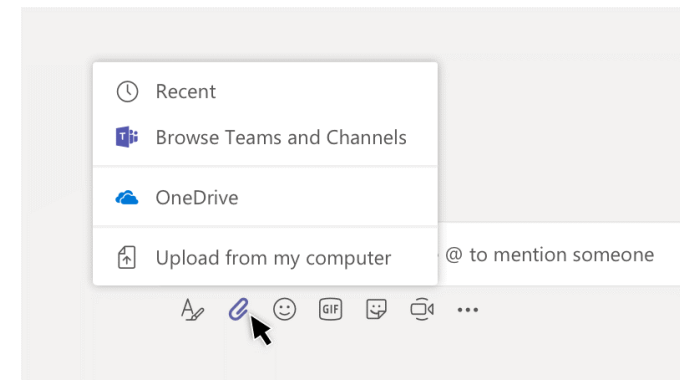 Recent
Browse Teams and Channels
OneDrive
Upload from my computer
@ to mention someone
GIF